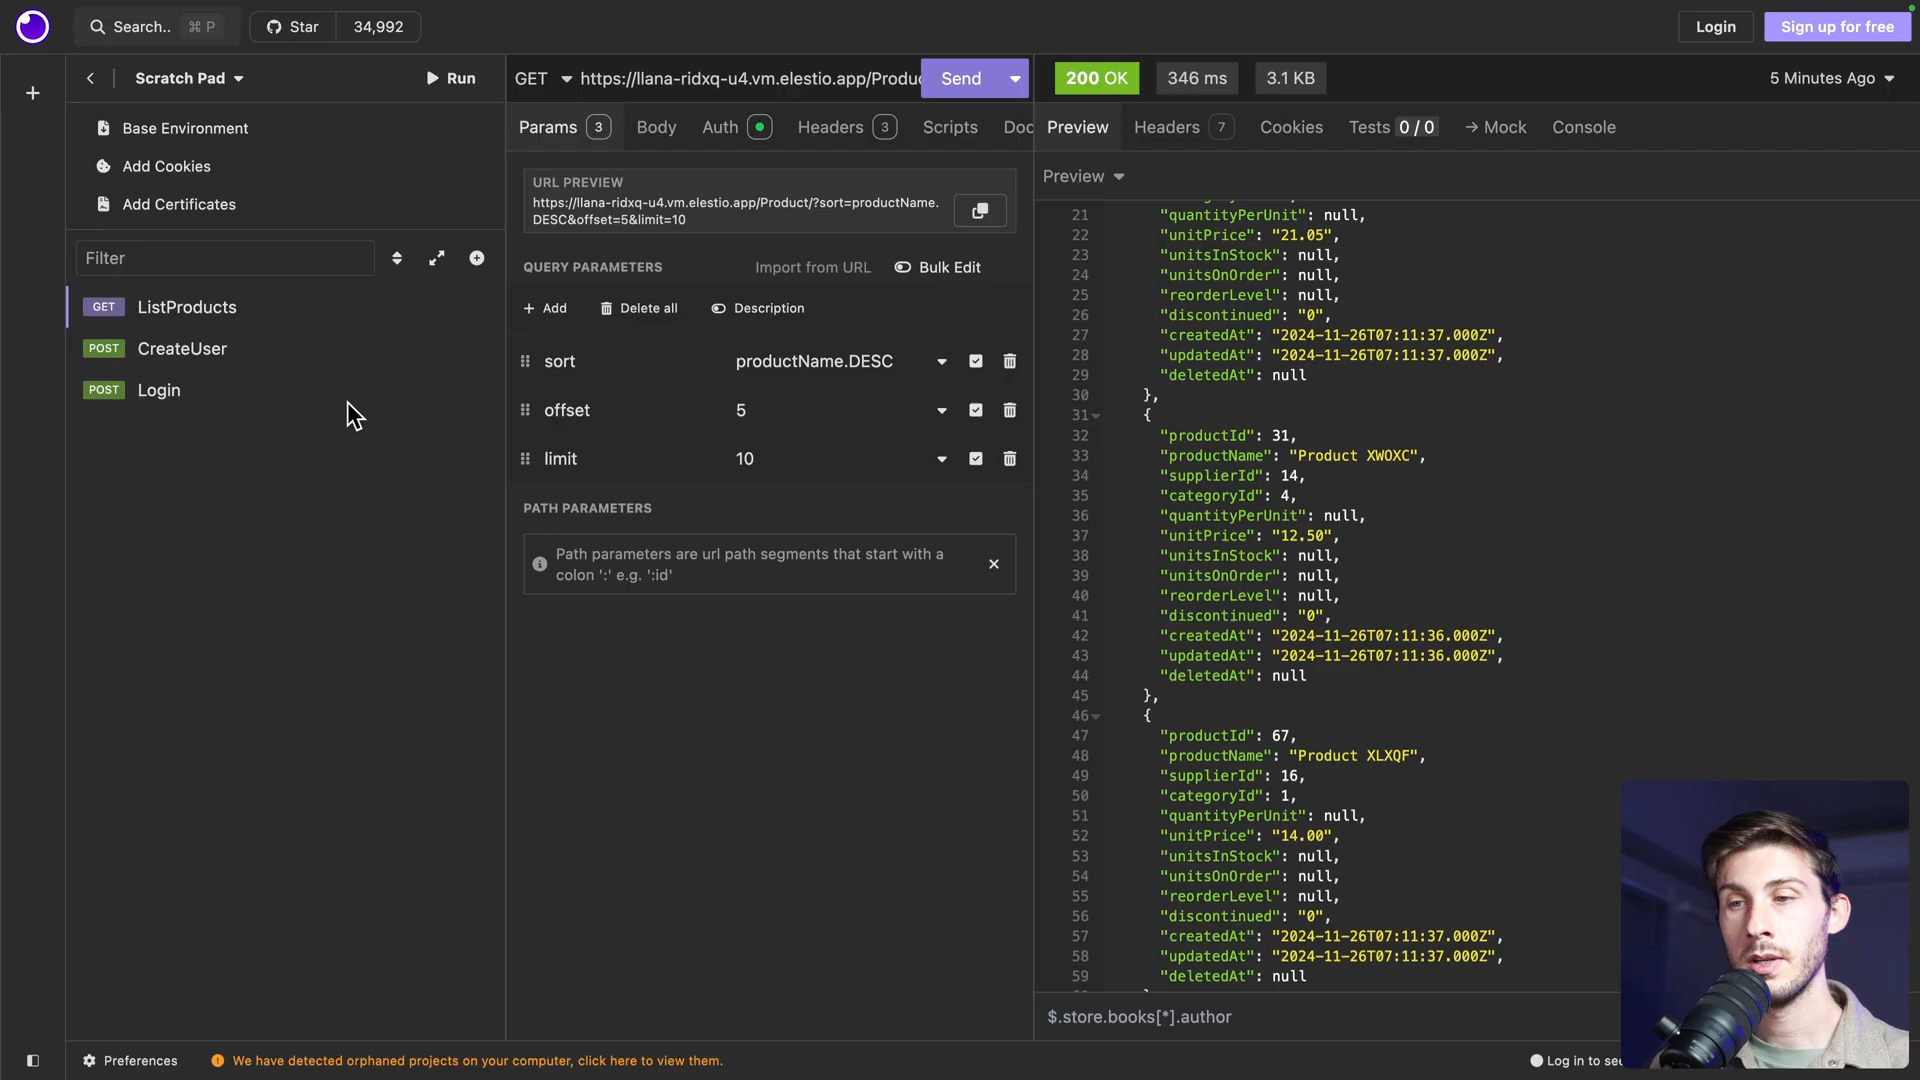 Search.. ⌘ P
Star 34,992
Login
Sign up for free
Scratch Pad
Run
Base Environment
Add Cookies
Add Certificates
Filter
GET ListProducts
POST CreateUser
POST Login
GET https://llana-ridxq-u4.vm.elestio.app/Produc
Send
Params 3 Body Auth Headers 3 Scripts Doc
URL PREVIEW
https://llana-ridxq-u4.vm.elestio.app/Product/?sort=productName.
DESC&offset=5&limit=10
QUERY PARAMETERS Import from URL Bulk Edit
+ Add Delete all Description
sort productName.DESC
offset 5
limit 10
PATH PARAMETERS
Path parameters are url path segments that start with a
colon ':' e.g. ':id'
200 OK 346 ms 3.1 KB 5 Minutes Ago
Preview Headers 7 Cookies Tests 0 / 0 → Mock Console
Preview
21 "quantityPerUnit": null,
22 "unitPrice": "21.05",
23 "unitsInStock": null,
24 "unitsOnOrder": null,
25 "reorderLevel": null,
26 "discontinued": "0",
27 "createdAt": "2024-11-26T07:11:37.000Z",
28 "updatedAt": "2024-11-26T07:11:37.000Z",
29 "deletedAt": null
30 },
31 {
32 "productId": 31,
33 "productName": "Product XWOXC",
34 "supplierId": 14,
35 "categoryId": 4,
36 "quantityPerUnit": null,
37 "unitPrice": "12.50",
38 "unitsInStock": null,
39 "unitsOnOrder": null,
40 "reorderLevel": null,
41 "discontinued": "0",
42 "createdAt": "2024-11-26T07:11:36.000Z",
43 "updatedAt": "2024-11-26T07:11:36.000Z",
44 "deletedAt": null
45 },
46 {
47 "productId": 67,
48 "productName": "Product XLXQF",
49 "supplierId": 16,
50 "categoryId": 1,
51 "quantityPerUnit": null,
52 "unitPrice": "14.00",
53 "unitsInStock": null,
54 "unitsOnOrder": null,
55 "reorderLevel": null,
56 "discontinued": "0",
57 "createdAt": "2024-11-26T07:11:37.000Z",
58 "updatedAt": "2024-11-26T07:11:37.000Z",
59 "deletedAt": null
$.store.books[*].author
Preferences
We have detected orphaned projects on your computer, click here to view them.
Log in to see